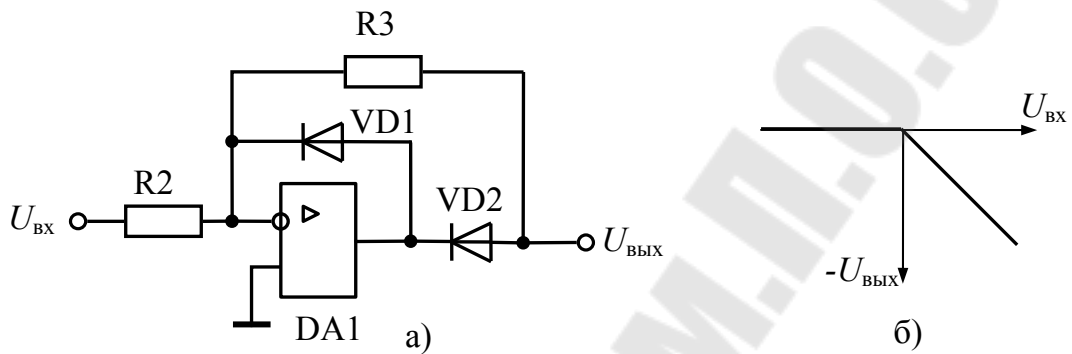 R3
VD1
R2
VD2
Uвх
Uвых
DA1
а)
Uвх
-Uвых
б)
м.П.О.